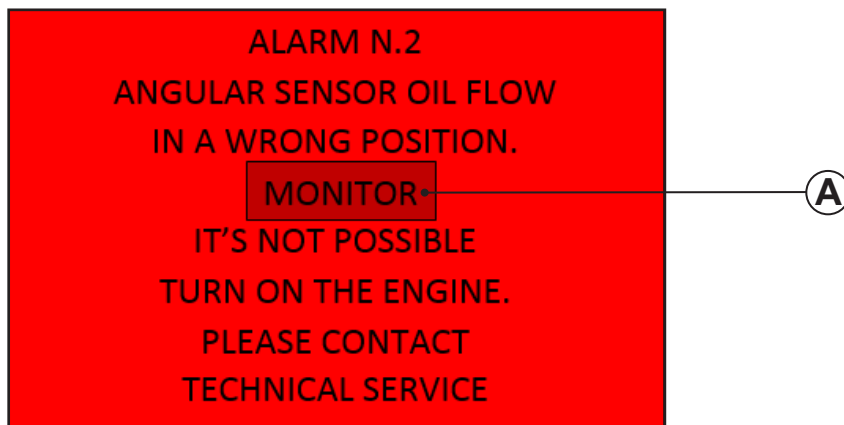 ALARM N.2
ANGULAR SENSOR OIL FLOW
IN A WRONG POSITION.
MONITOR
A
IT'S NOT POSSIBLE
TURN ON THE ENGINE.
PLEASE CONTACT
TECHNICAL SERVICE